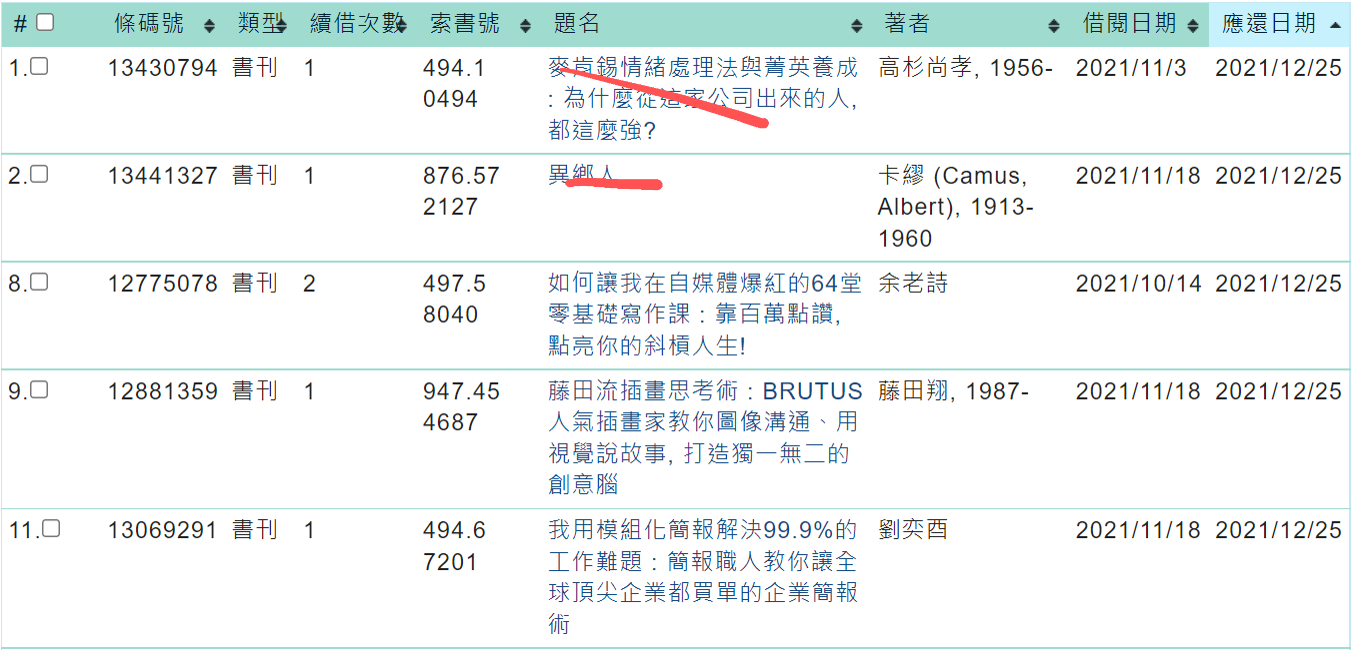 # 條碼號 類型 續借次數 索書號 題名 著者 借閱日期 應還日期
1. 13430794 書刊 1 494.1 麥肯錫情緒處理法與菁英養成 高杉尚孝, 1956- 2021/11/3 2021/12/25
0494 : 為什麼從這家公司出來的人,
都這麼強?
2. 13441327 書刊 1 876.57 異鄉人 卡繆 (Camus, 2021/11/18 2021/12/25
2127 Albert), 1913-
1960
8. 12775078 書刊 2 497.5 如何讓我在自媒體爆紅的64堂 余老詩 2021/10/14 2021/12/25
8040 零基礎寫作課 : 靠百萬點讚,
點亮你的斜槓人生!
9. 12881359 書刊 1 947.45 藤田流插畫思考術 : BRUTUS 藤田翔, 1987- 2021/11/18 2021/12/25
4687 人氣插畫家教你圖像溝通、用
視覺說故事, 打造獨一無二的
創意腦
11. 13069291 書刊 1 494.6 我用模組化簡報解決99.9%的 劉奕酉 2021/11/18 2021/12/25
7201 工作難題 : 簡報職人教你讓全
球頂尖企業都買單的企業簡報
術